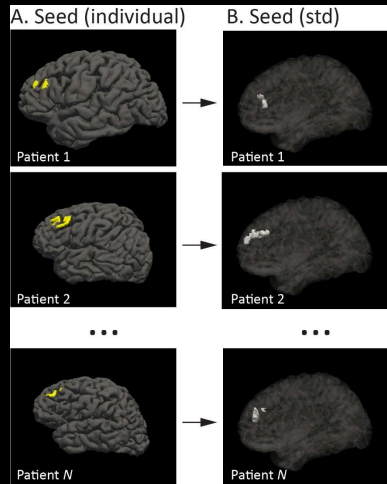 A. Seed (individual) B. Seed (std)
Patient 1 Patient 1
Patient 2 Patient 2
... ...
Patient N Patient N